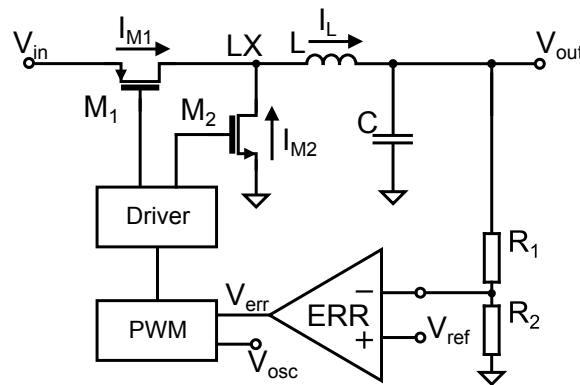 I_M1
V_in
LX
L
I_L
V_out
M_1
M_2
I_M2
C
Driver
R_1
V_err
ERR
−
+
V_ref
R_2
PWM
V_osc